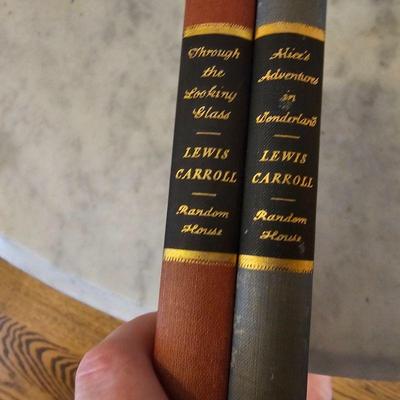 Through
the
Looking
Glass
LEWIS
CARROLL
Random
House
Alice's
Adventures
in
Wonderland
LEWIS
CARROLL
Random
House